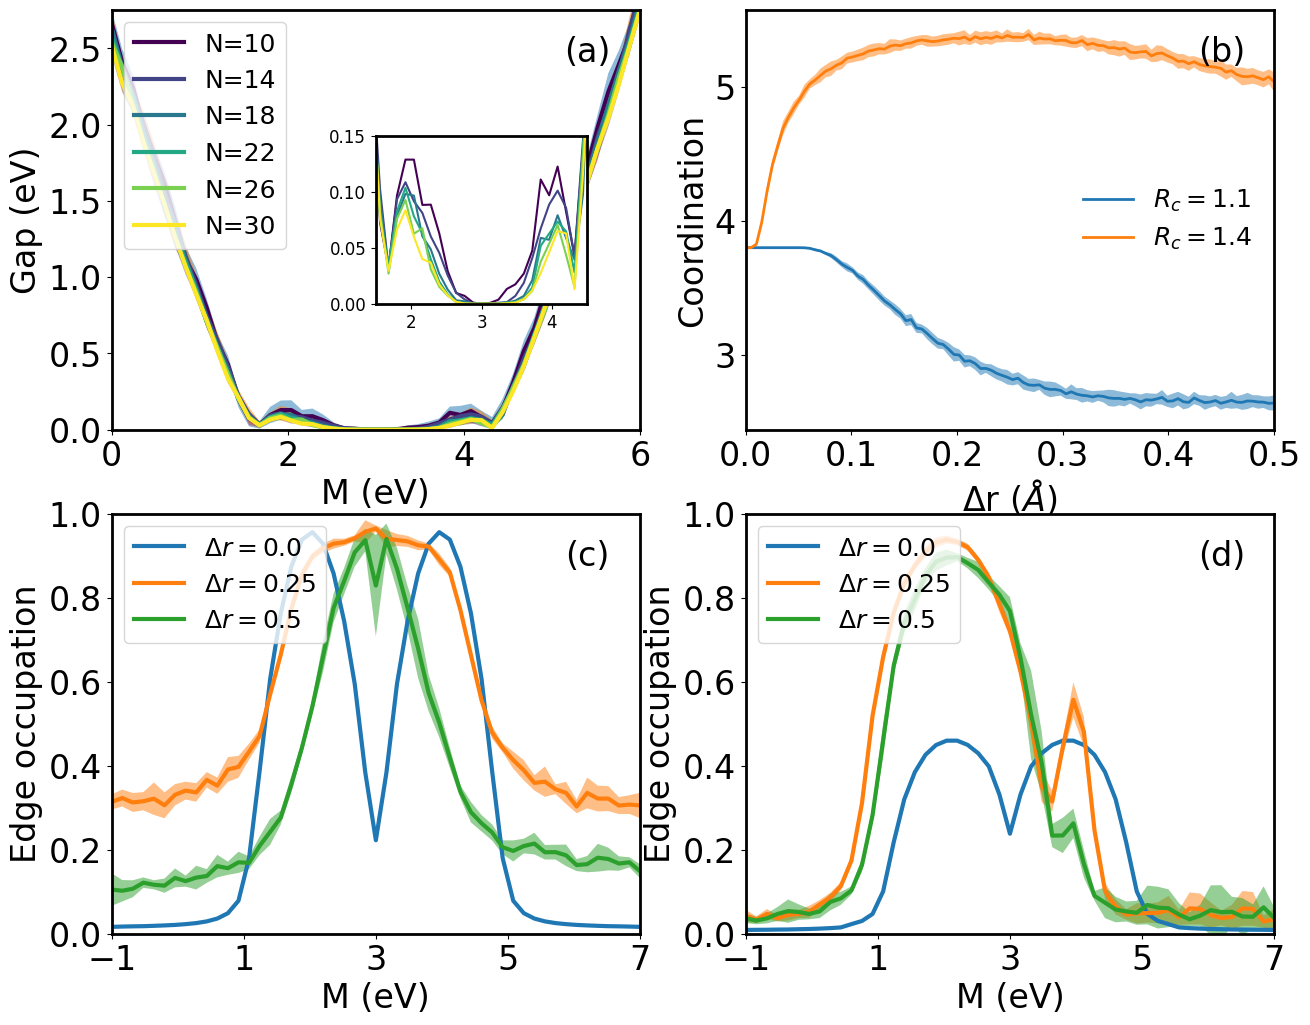 Gap (eV)
2.5
2.0
1.5
1.0
0.5
0.0
N=10
N=14
N=18
N=22
N=26
N=30
(a)
0.15
0.10
0.05
0.00
2 3 4
0 2 4 6
M (eV)
Coordination
5
4
3
(b)
R_c = 1.1
R_c = 1.4
0.0 0.1 0.2 0.3 0.4 0.5
Δr (Å)
Edge occupation
1.0
0.8
0.6
0.4
0.2
0.0
Δr = 0.0
Δr = 0.25
Δr = 0.5
(c)
−1 1 3 5 7
M (eV)
Edge occupation
1.0
0.8
0.6
0.4
0.2
0.0
Δr = 0.0
Δr = 0.25
Δr = 0.5
(d)
−1 1 3 5 7
M (eV)